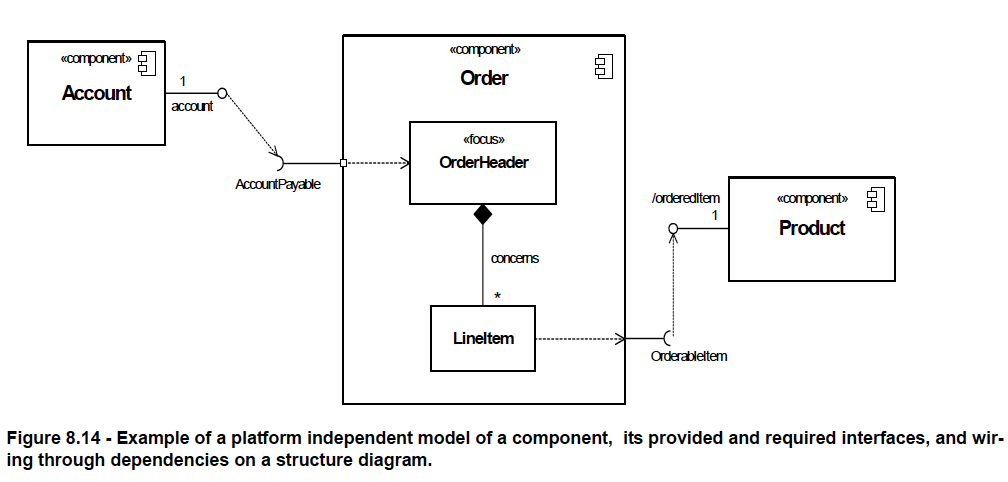 «component»
Account
1
account
AccountPayable
«component»
Order
«focus»
OrderHeader
concerns
*
LineItem
OrderableItem
/orderedItem
1
«component»
Product
Figure 8.14 - Example of a platform independent model of a component, its provided and required interfaces, and wir-
ing through dependencies on a structure diagram.